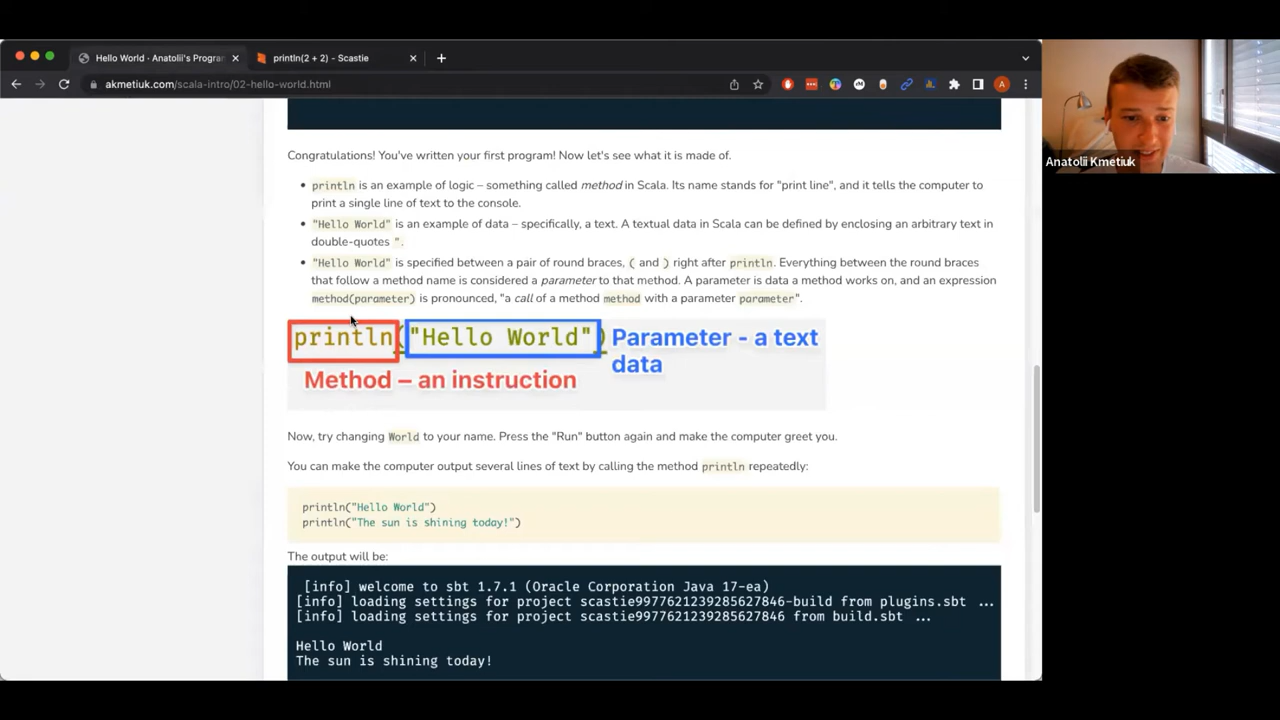 Hello World · Anatolii's Progra
println(2 + 2) - Scastie
akmetiuk.com/scala-intro/02-hello-world.html
A
Anatolii Kmetiuk
Congratulations! You've written your first program! Now let's see what it is made of.
• println is an example of logic – something called method in Scala. Its name stands for "print line", and it tells the computer to
print a single line of text to the console.
• "Hello World" is an example of data – specifically, a text. A textual data in Scala can be defined by enclosing an arbitrary text in
double-quotes ".
• "Hello World" is specified between a pair of round braces, ( and ) right after println. Everything between the round braces
that follow a method name is considered a parameter to that method. A parameter is data a method works on, and an expression
method(parameter) is pronounced, "a call of a method method with a parameter parameter".
println("Hello World") Parameter - a text
data
Method – an instruction
Now, try changing World to your name. Press the "Run" button again and make the computer greet you.
You can make the computer output several lines of text by calling the method println repeatedly:
println("Hello World")
println("The sun is shining today!")
The output will be:
[info] welcome to sbt 1.7.1 (Oracle Corporation Java 17-ea)
[info] loading settings for project scastie9977621239285627846-build from plugins.sbt ...
[info] loading settings for project scastie9977621239285627846 from build.sbt ...
Hello World
The sun is shining today!